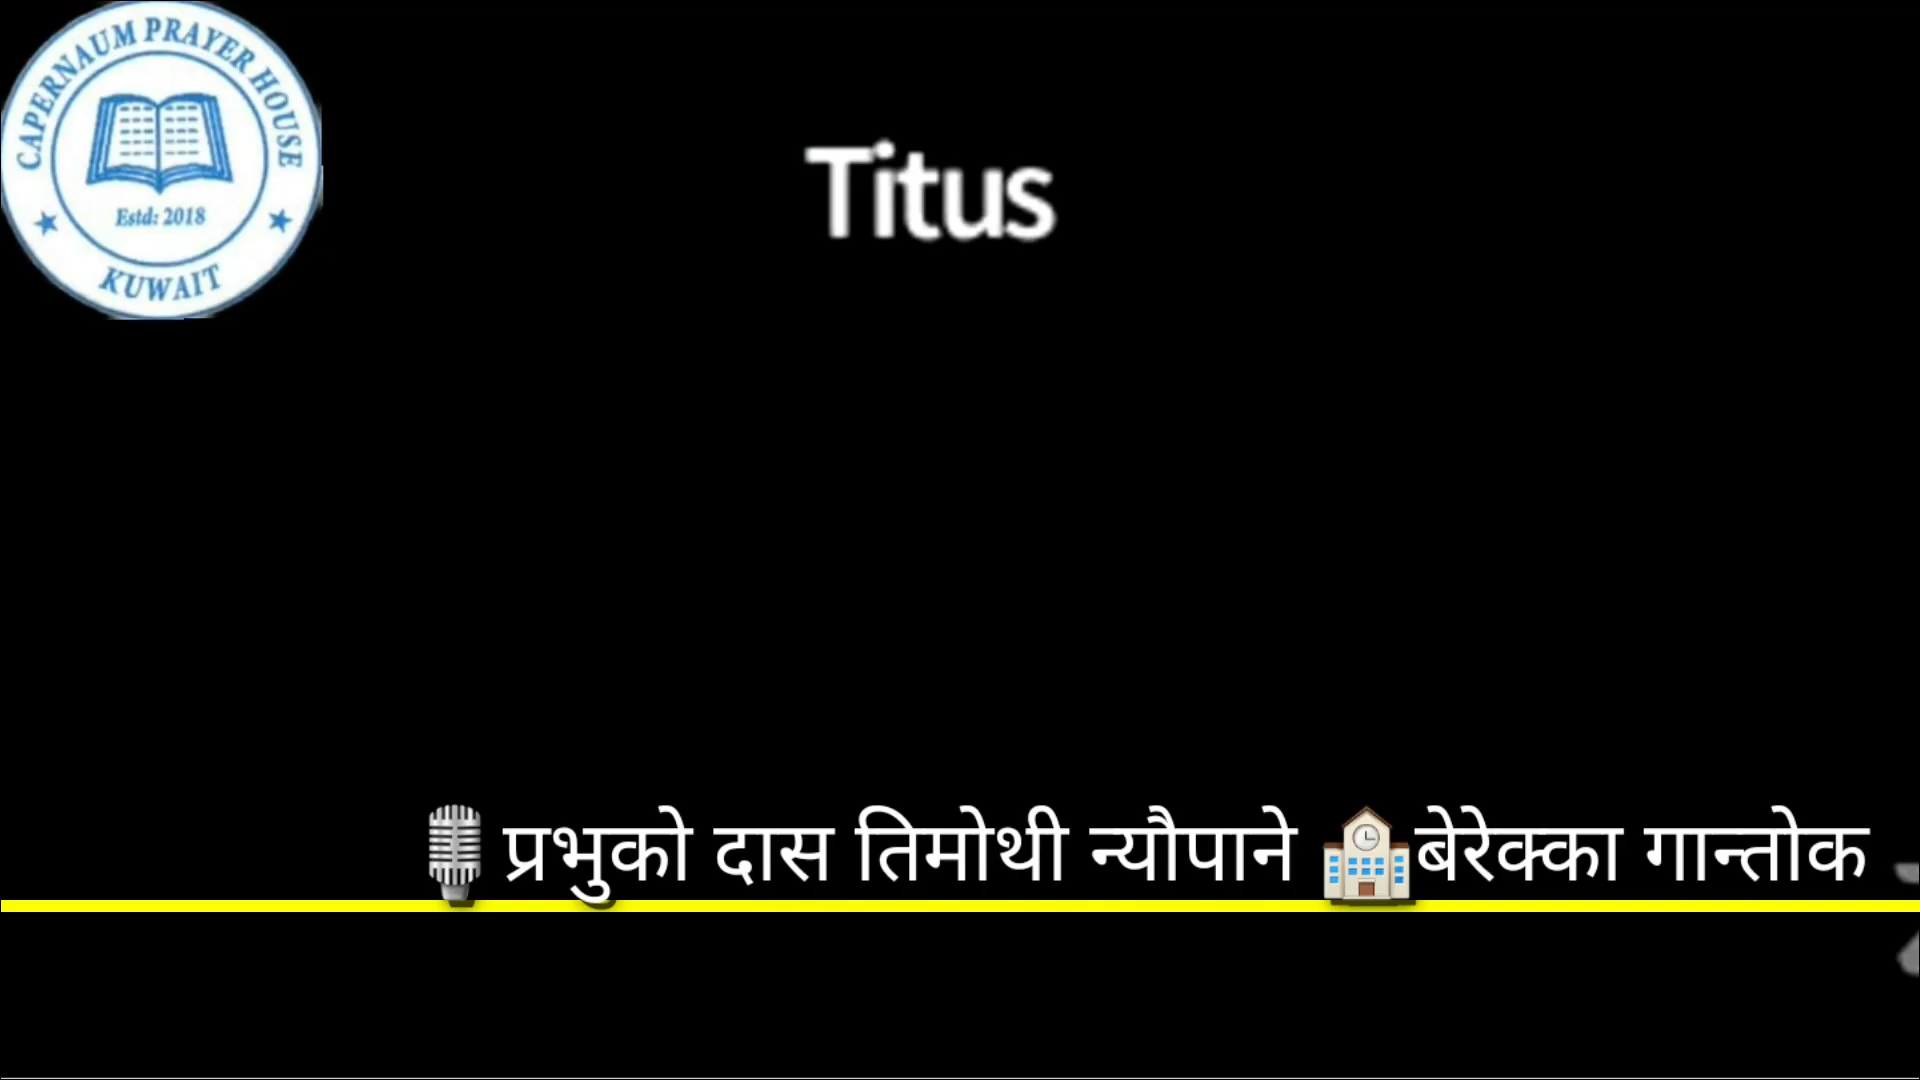 CAPERNAUM PRAYER HOUSE
Estd: 2018
KUWAIT
Titus
प्रभुको दास तिमोथी न्यौपाने बेरेक्का गान्तोक